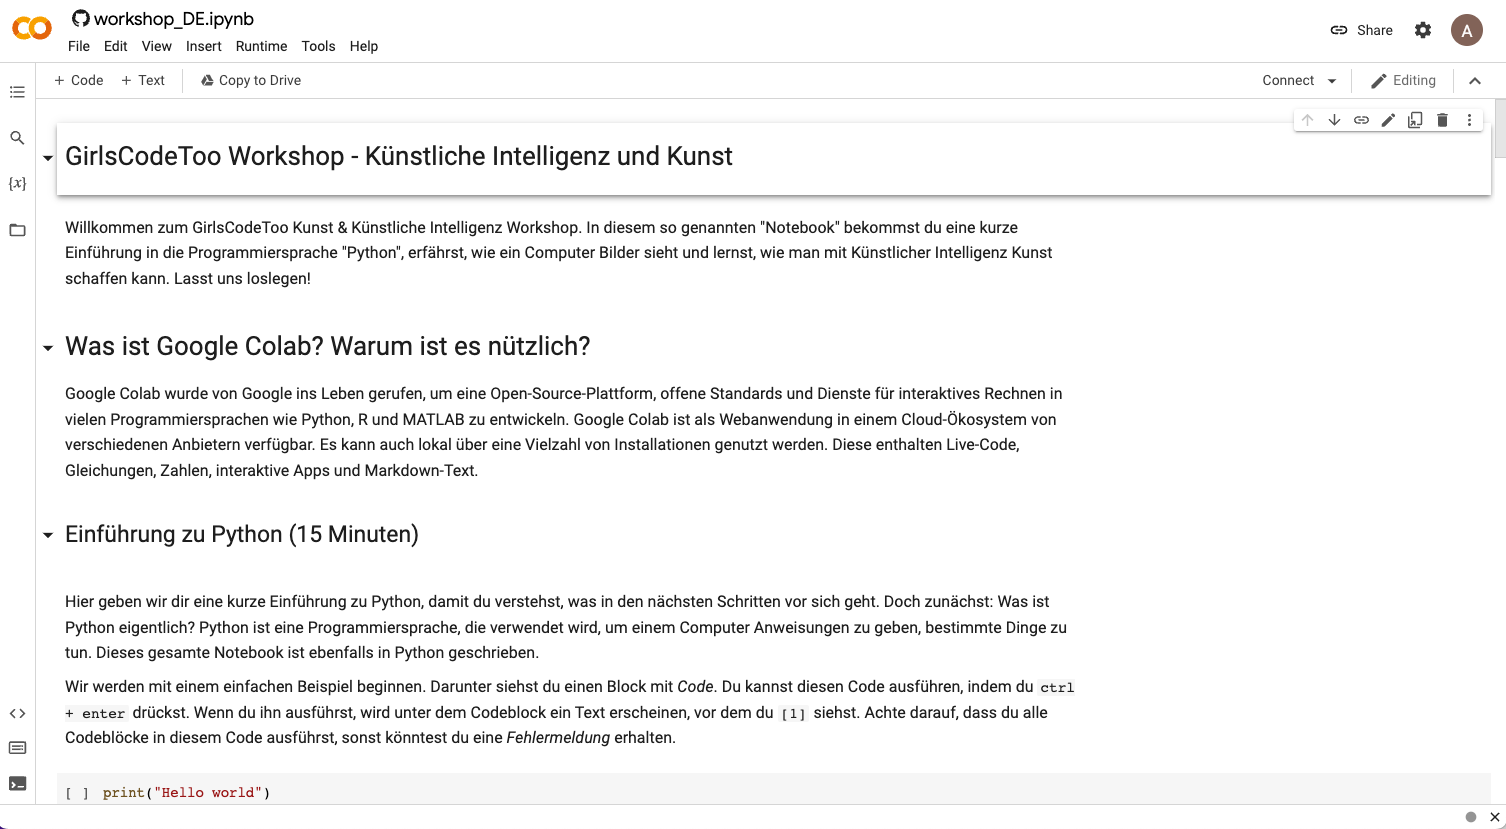 workshop_DE.ipynb
File Edit View Insert Runtime Tools Help
Share
A
+ Code + Text Copy to Drive
Connect
Editing
GirlsCodeToo Workshop - Künstliche Intelligenz und Kunst
Willkommen zum GirlsCodeToo Kunst & Künstliche Intelligenz Workshop. In diesem so genannten "Notebook" bekommst du eine kurze
Einführung in die Programmiersprache "Python", erfährst, wie ein Computer Bilder sieht und lernst, wie man mit Künstlicher Intelligenz Kunst
schaffen kann. Lasst uns loslegen!
Was ist Google Colab? Warum ist es nützlich?
Google Colab wurde von Google ins Leben gerufen, um eine Open-Source-Plattform, offene Standards und Dienste für interaktives Rechnen in
vielen Programmiersprachen wie Python, R und MATLAB zu entwickeln. Google Colab ist als Webanwendung in einem Cloud-Ökosystem von
verschiedenen Anbietern verfügbar. Es kann auch lokal über eine Vielzahl von Installationen genutzt werden. Diese enthalten Live-Code,
Gleichungen, Zahlen, interaktive Apps und Markdown-Text.
Einführung zu Python (15 Minuten)
Hier geben wir dir eine kurze Einführung zu Python, damit du verstehst, was in den nächsten Schritten vor sich geht. Doch zunächst: Was ist
Python eigentlich? Python ist eine Programmiersprache, die verwendet wird, um einem Computer Anweisungen zu geben, bestimmte Dinge zu
tun. Dieses gesamte Notebook ist ebenfalls in Python geschrieben.
Wir werden mit einem einfachen Beispiel beginnen. Darunter siehst du einen Block mit Code. Du kannst diesen Code ausführen, indem du ctrl
+ enter drückst. Wenn du ihn ausführst, wird unter dem Codeblock ein Text erscheinen, vor dem du [1] siehst. Achte darauf, dass du alle
Codeblöcke in diesem Code ausführst, sonst könntest du eine Fehlermeldung erhalten.
[ ] print("Hello world")
{x}